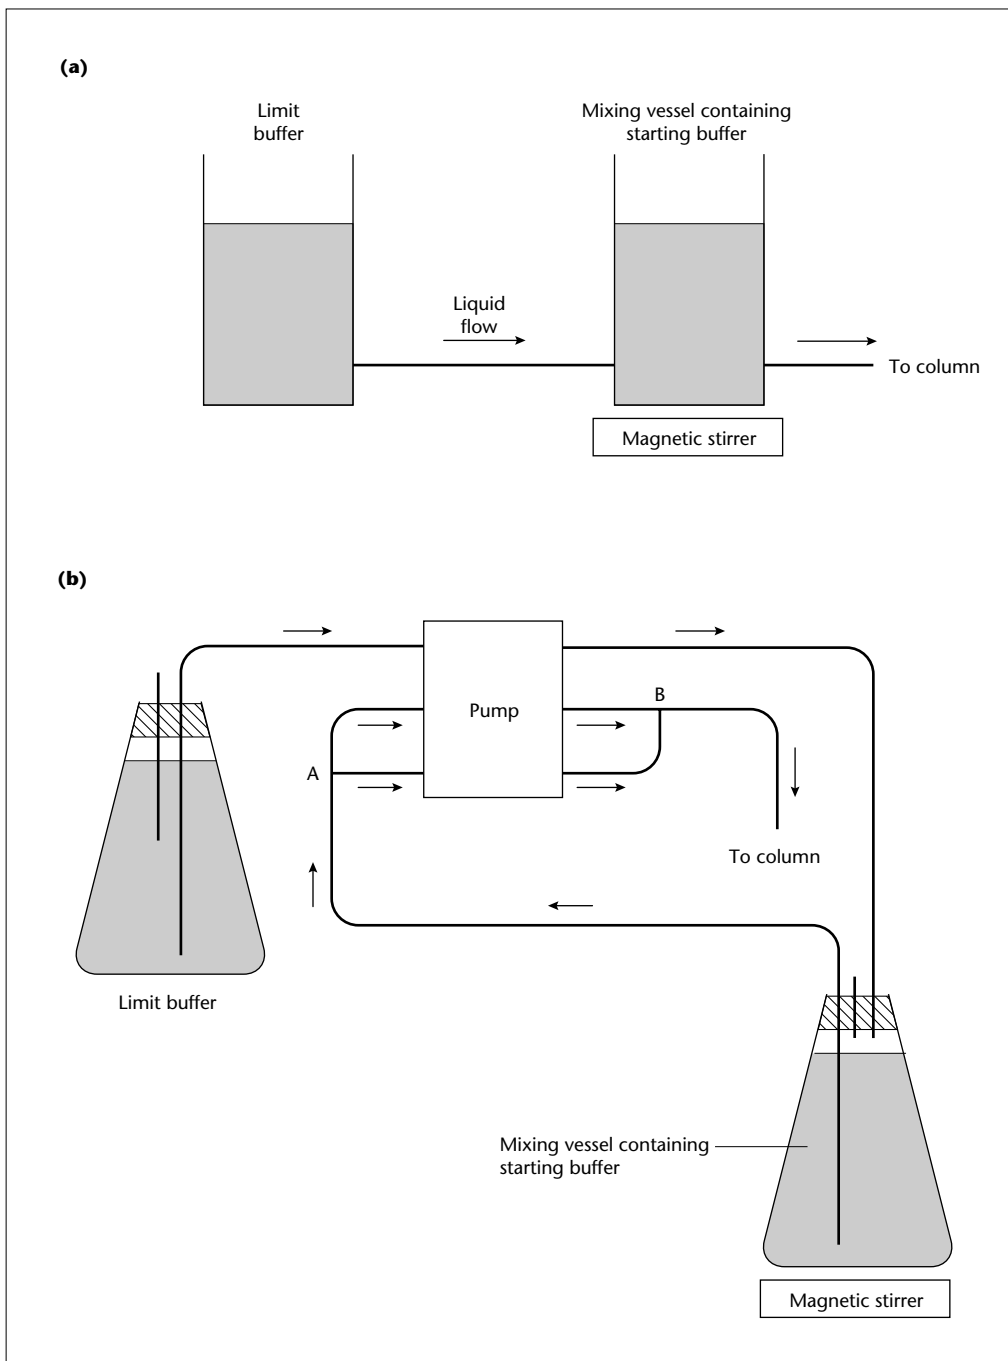 (a)
Limit
buffer
Mixing vessel containing
starting buffer
Liquid
flow
To column
Magnetic stirrer
(b)
Pump
B
A
To column
Limit buffer
Mixing vessel containing
starting buffer
Magnetic stirrer